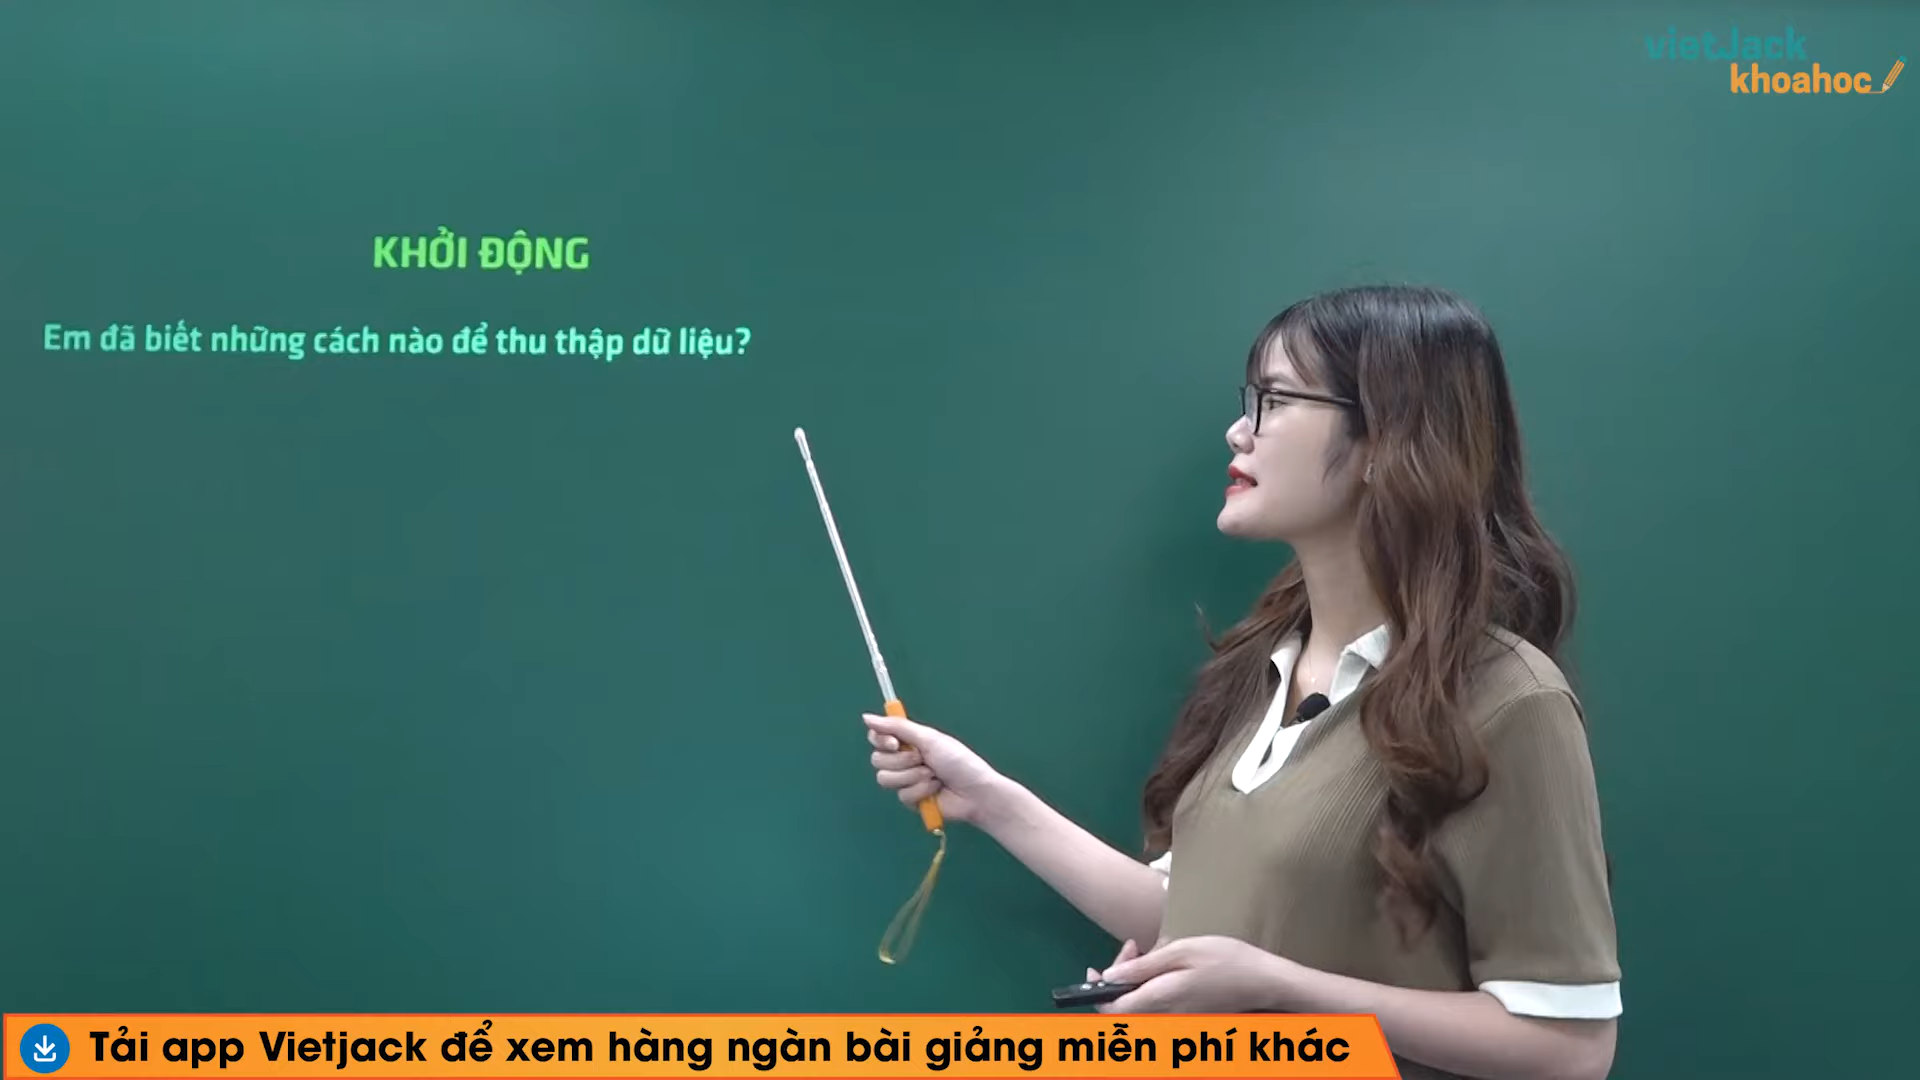 vietJack
khoahoc
KHỞI ĐỘNG
Em đã biết những cách nào để thu thập dữ liệu?
Tải app Vietjack để xem hàng ngàn bài giảng miễn phí khác